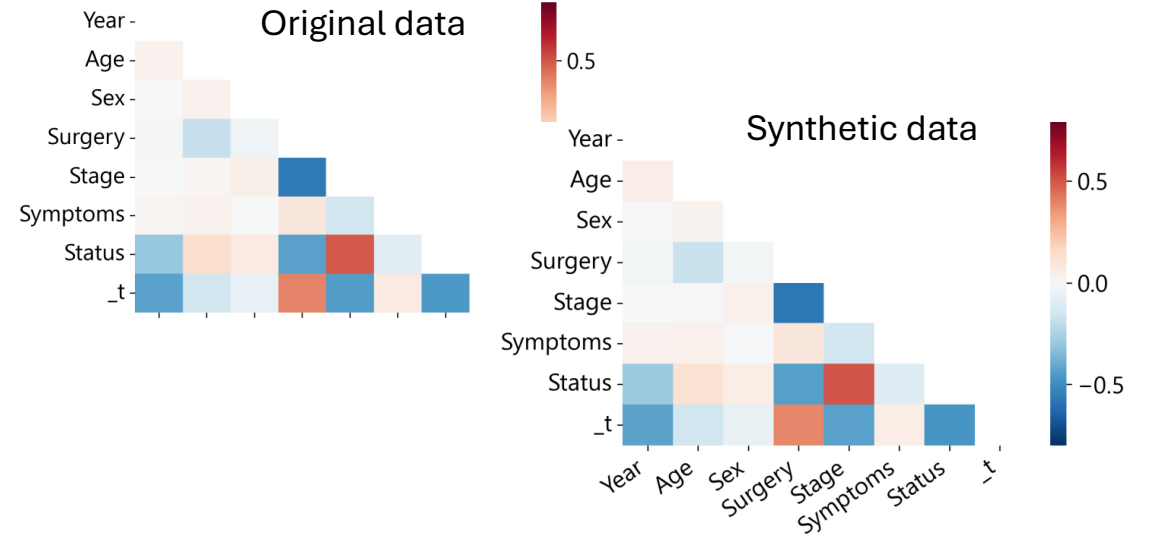 Original data
Year
Age
Sex
Surgery
Stage
Symptoms
Status
_t
0.5
Synthetic data
Year
Age
Sex
Surgery
Stage
Symptoms
Status
_t
Year Age Sex Surgery Stage Symptoms Status _t
0.5
0.0
−0.5